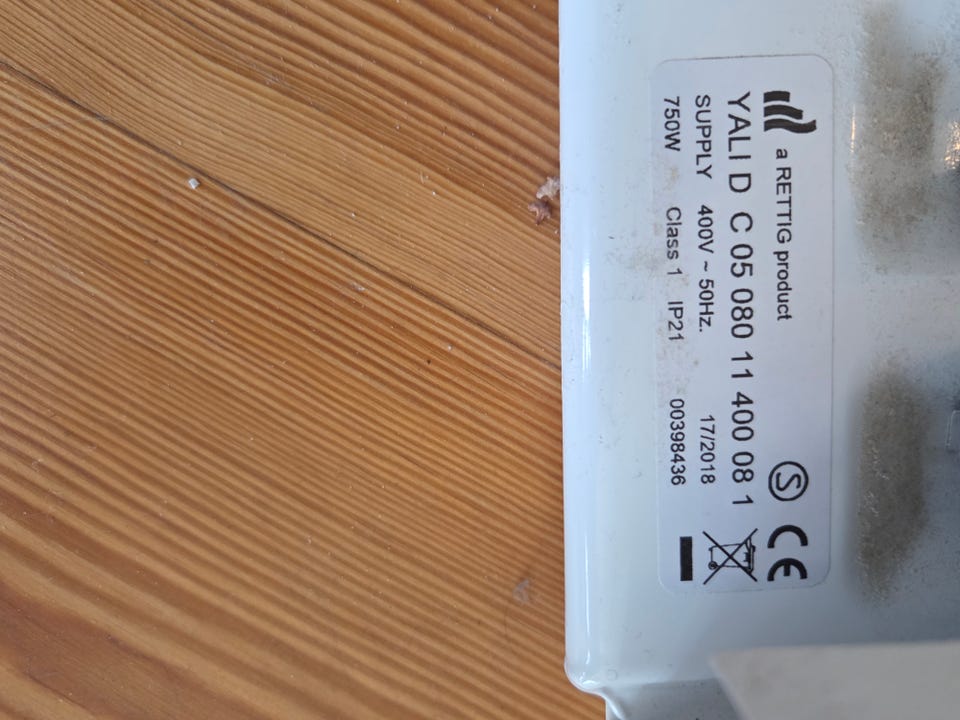 a RETTIG product
YALI D C 05 080 11 400 08 1
SUPPLY 400V ~ 50Hz. 17/2018
750W Class 1 IP21 00398436
S CE